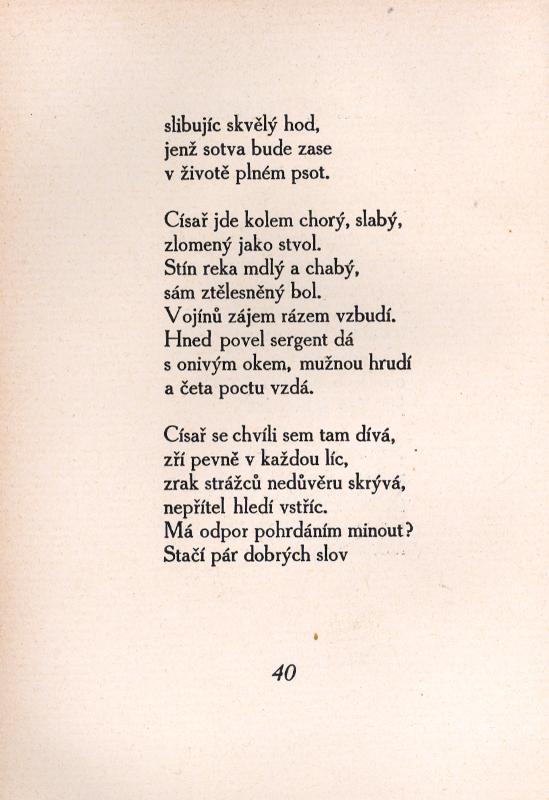 slibujíc skvělý hod,
jenž sotva bude zase
v životě plném psot.

Císař jde kolem chorý, slabý,
zlomený jako stvol.
Stín reka mdlý a chabý,
sám ztělesněný bol.
Vojínů zájem rázem vzbudí.
Hned povel sergent dá
s onivým okem, mužnou hrudí
a četa poctu vzdá.

Císař se chvíli sem tam dívá,
zří pevně v každou líc,
zrak strážců nedůvěru skrývá,
nepřítel hledí vstříc.
Má odpor pohrdáním minout?
Stačí pár dobrých slov

40